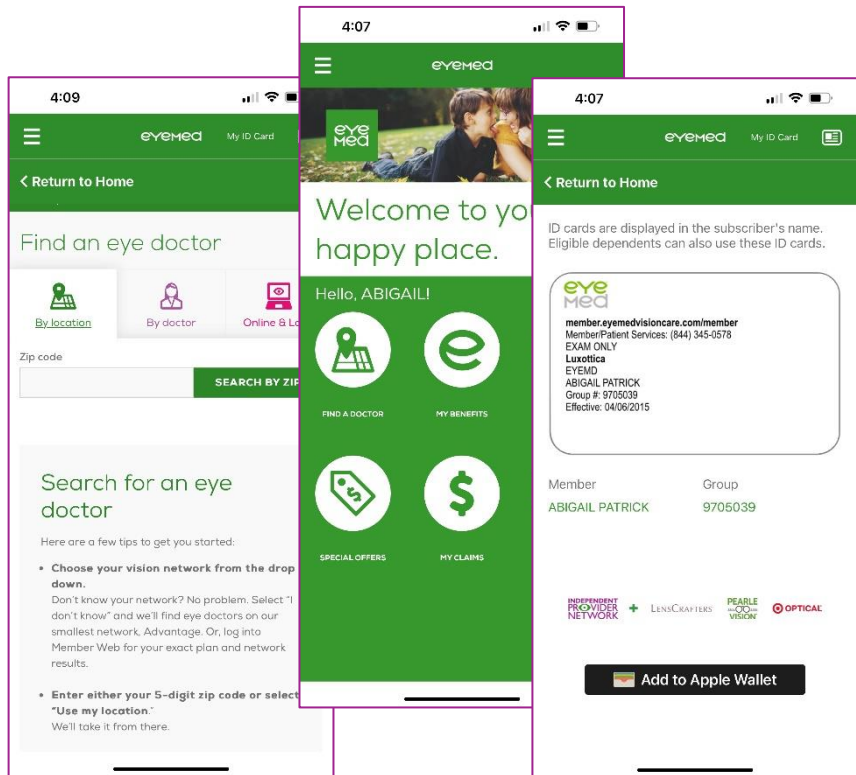 4:09
eyemed
My ID Card
< Return to Home
Find an eye doctor
By location
By doctor
Online & Lo
Zip code
SEARCH BY ZIP
Search for an eye
doctor
Here are a few tips to get you started:
• Choose your vision network from the drop
down.
Don't know your network? No problem. Select "I
don't know" and we'll find eye doctors on our
smallest network, Advantage. Or, log into
Member Web for your exact plan and network
results.
• Enter either your 5-digit zip code or select
"Use my location."
We'll take it from there.
4:07
eyemed
eye
med
Welcome to yo
happy place.
Hello, ABIGAIL!
FIND A DOCTOR
MY BENEFITS
SPECIAL OFFERS
MY CLAIMS
4:07
eyemed
My ID Card
< Return to Home
ID cards are displayed in the subscriber's name.
Eligible dependents can also use these ID cards.
eye
med
member.eyemedvisioncare.com/member
Member/Patient Services: (844) 345-0578
EXAM ONLY
Luxottica
EYEMD
ABIGAIL PATRICK
Group #: 9705039
Effective: 04/06/2015
Member
Group
ABIGAIL PATRICK
9705039
INDEPENDENT
PROVIDER
NETWORK
+
LENSCRAFTERS
PEARLE
VISION
OPTICAL
Add to Apple Wallet